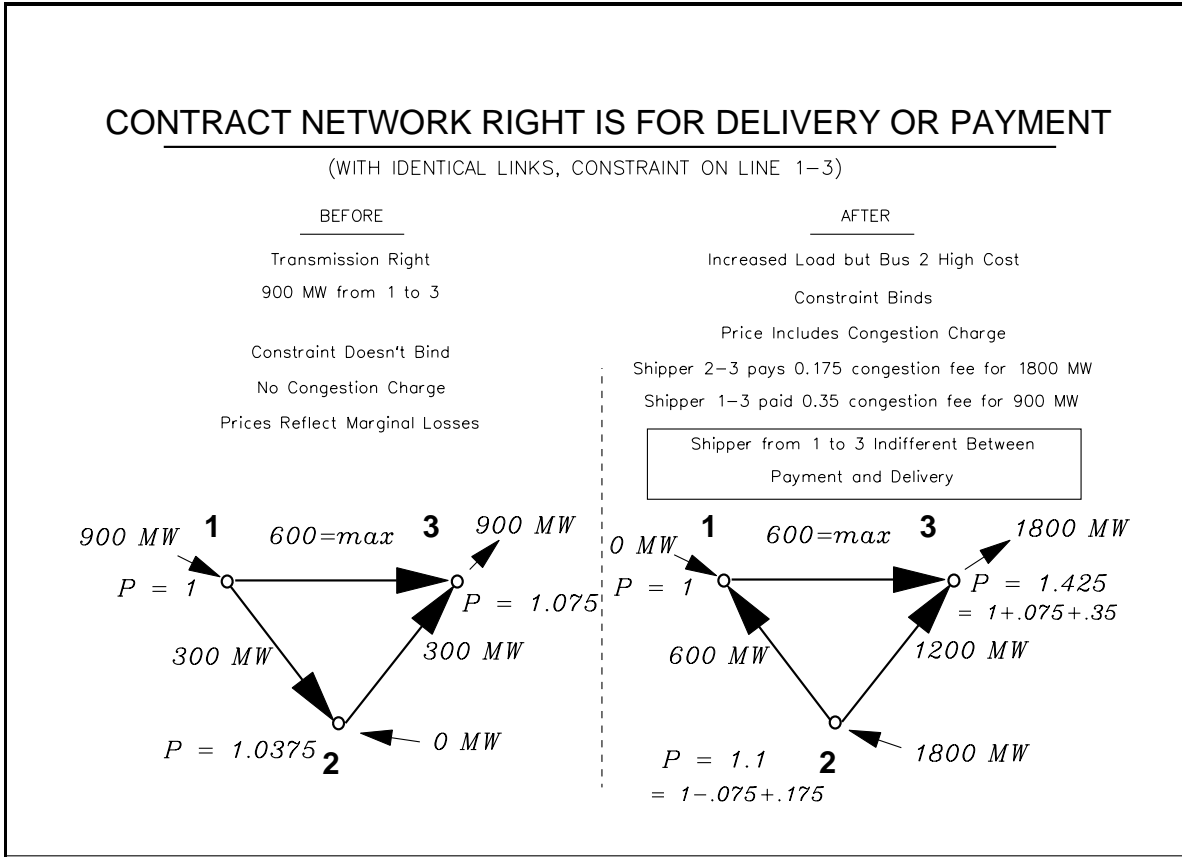 CONTRACT NETWORK RIGHT IS FOR DELIVERY OR PAYMENT
(WITH IDENTICAL LINKS, CONSTRAINT ON LINE 1-3)
BEFORE
Transmission Right
900 MW from 1 to 3
Constraint Doesn't Bind
No Congestion Charge
Prices Reflect Marginal Losses
AFTER
Increased Load but Bus 2 High Cost
Constraint Binds
Price Includes Congestion Charge
Shipper 2-3 pays 0.175 congestion fee for 1800 MW
Shipper 1-3 paid 0.35 congestion fee for 900 MW
Shipper from 1 to 3 Indifferent Between
Payment and Delivery
900 MW
1
600=max
3
900 MW
P = 1
P = 1.075
300 MW
300 MW
P = 1.0375
2
0 MW
0 MW
1
600=max
3
1800 MW
P = 1
P = 1.425
= 1+.075+.35
600 MW
1200 MW
P = 1.1
= 1-.075+.175
2
1800 MW